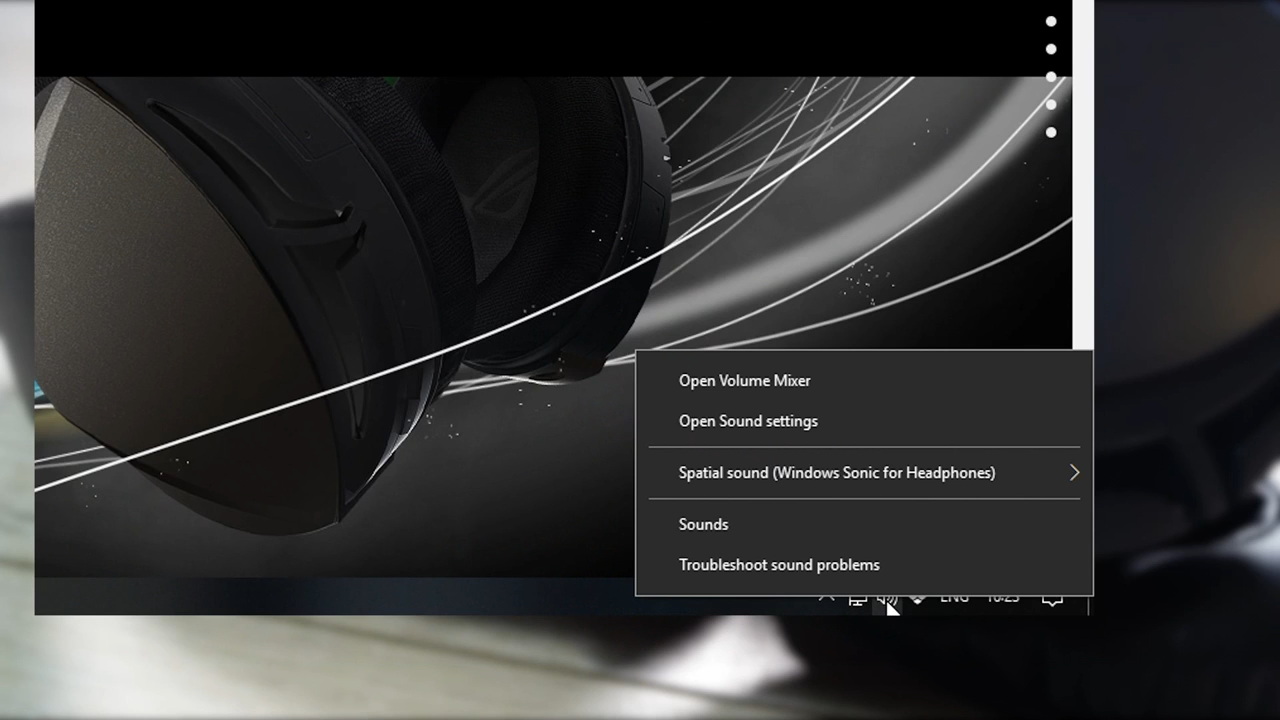 Open Volume Mixer
Open Sound settings
Spatial sound (Windows Sonic for Headphones)
Sounds
Troubleshoot sound problems
ENG